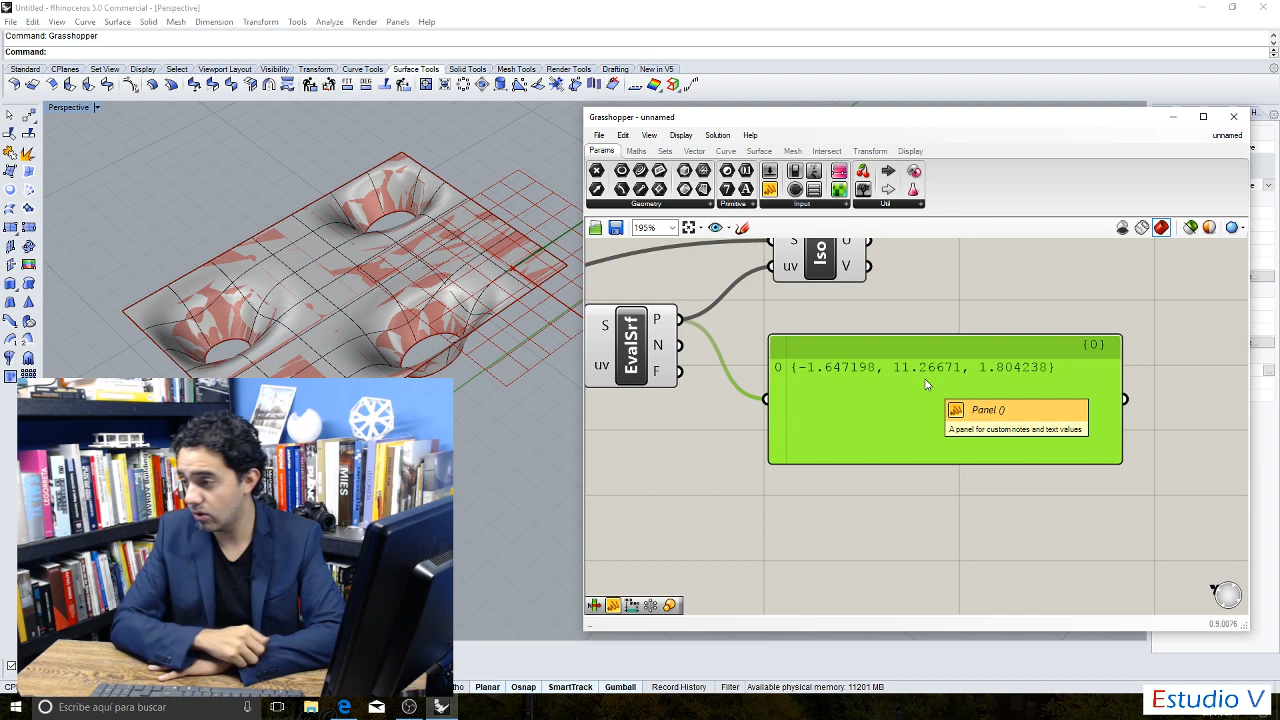 Untitled - Rhinoceros 5.0 Commercial - [Perspective]
File Edit View Curve Surface Solid Mesh Dimension Transform Tools Analyze Render Panels Help
Command: Grasshopper
Command:
Standard CPlanes Set View Display Select Viewport Layout Visibility Transform Curve Tools Surface Tools Solid Tools Mesh Tools Render Tools Drafting New in V5
FIT DEG
Perspective
Grasshopper - unnamed
File Edit View Display Solution Help unnamed
Params Maths Sets Vector Curve Surface Mesh Intersect Transform Display
Geometry Primitive Input Util
195%
S Iso U
uv V
S EvalSrf P
N
uv F
{0}
0 {-1.647198, 11.26671, 1.804238}
Panel ()
A panel for custom notes and text values
0.9.0076
MIES
Planar Osnap SmartTrack Gumball Record History Filter Available physical memory: 11201 MB
Escribe aquí para buscar
Estudio V